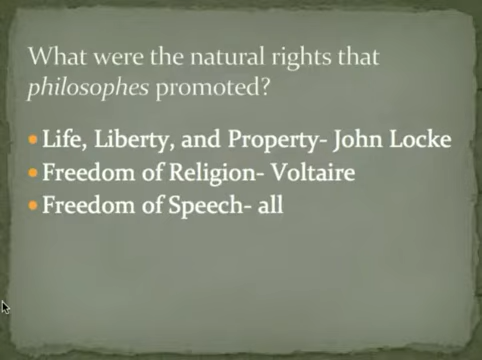 What were the natural rights that
philosophes promoted?
Life, Liberty, and Property- John Locke
Freedom of Religion- Voltaire
Freedom of Speech- all